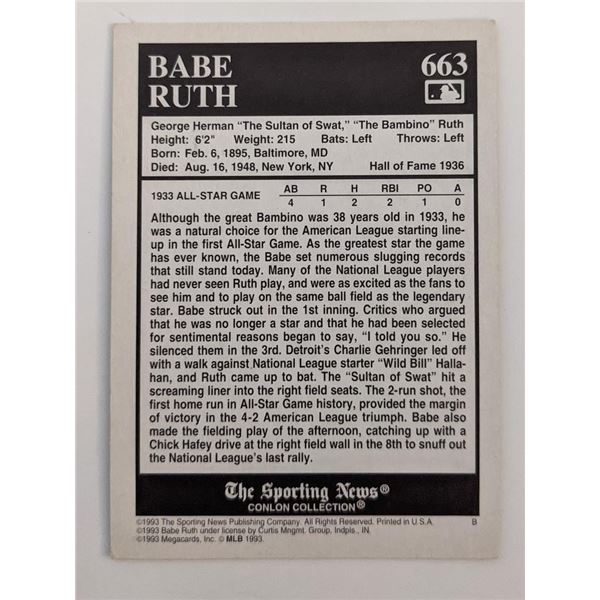 BABE
RUTH
663
George Herman "The Sultan of Swat," "The Bambino" Ruth
Height: 6'2" Weight: 215 Bats: Left Throws: Left
Born: Feb. 6, 1895, Baltimore, MD
Died: Aug. 16, 1948, New York, NY Hall of Fame 1936
1933 ALL-STAR GAME AB R H RBI PO A
4 1 2 2 1 0
Although the great Bambino was 38 years old in 1933, he
was a natural choice for the American League starting line-
up in the first All-Star Game. As the greatest star the game
has ever known, the Babe set numerous slugging records
that still stand today. Many of the National League players
had never seen Ruth play, and were as excited as the fans to
see him and to play on the same ball field as the legendary
star. Babe struck out in the 1st inning. Critics who argued
that he was no longer a star and that he had been selected
for sentimental reasons began to say, "I told you so." He
silenced them in the 3rd. Detroit's Charlie Gehringer led off
with a walk against National League starter "Wild Bill" Halla-
han, and Ruth came up to bat. The "Sultan of Swat" hit a
screaming liner into the right field seats. The 2-run shot, the
first home run in All-Star Game history, provided the margin
of victory in the 4-2 American League triumph. Babe also
made the fielding play of the afternoon, catching up with a
Chick Hafey drive at the right field wall in the 8th to snuff out
the National League's last rally.
The Sporting News®
CONLON COLLECTION®
©1993 The Sporting News Publishing Company. All Rights Reserved. Printed in U.S.A. B
©1993 Babe Ruth under license by Curtis Mngmt. Group, Indpls., IN.
©1993 Megacards, Inc. © MLB 1993.